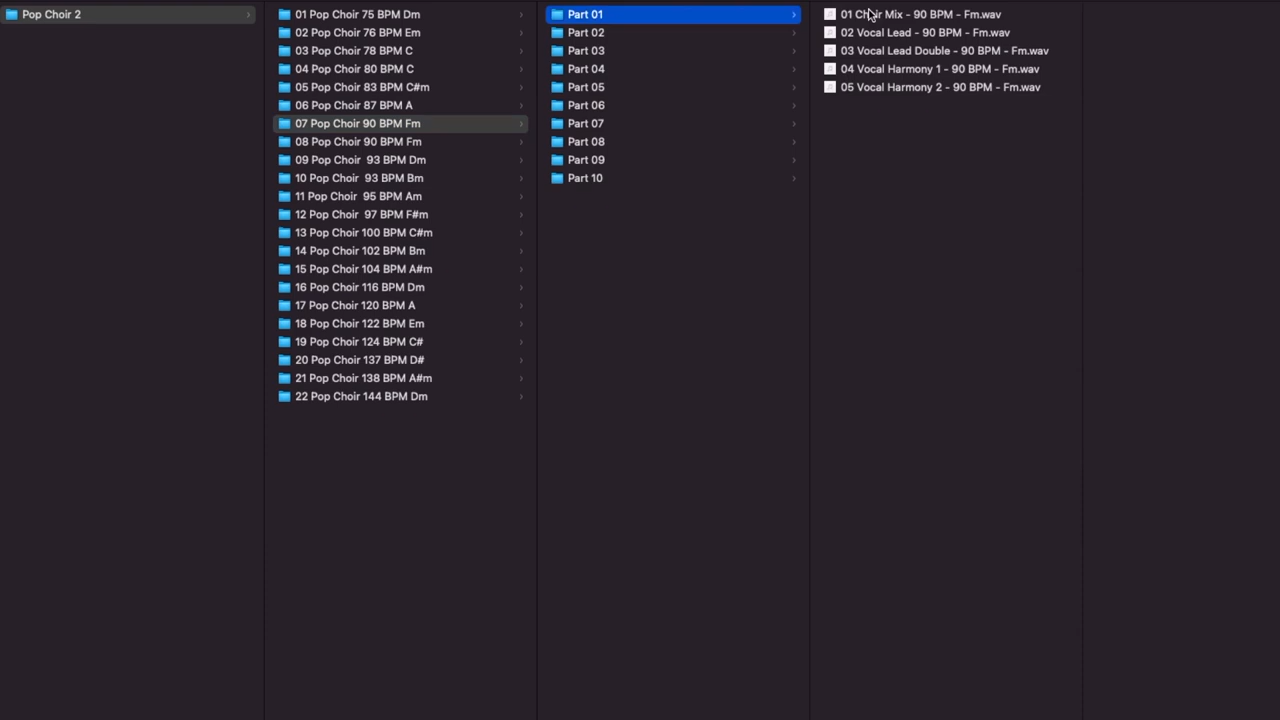 Pop Choir 2
01 Pop Choir 75 BPM Dm
02 Pop Choir 76 BPM Em
03 Pop Choir 78 BPM C
04 Pop Choir 80 BPM C
05 Pop Choir 83 BPM C#m
06 Pop Choir 87 BPM A
07 Pop Choir 90 BPM Fm
08 Pop Choir 90 BPM Fm
09 Pop Choir  93 BPM Dm
10 Pop Choir  93 BPM Bm
11 Pop Choir  95 BPM Am
12 Pop Choir  97 BPM F#m
13 Pop Choir 100 BPM C#m
14 Pop Choir 102 BPM Bm
15 Pop Choir 104 BPM A#m
16 Pop Choir 116 BPM Dm
17 Pop Choir 120 BPM A
18 Pop Choir 122 BPM Em
19 Pop Choir 124 BPM C#
20 Pop Choir 137 BPM D#
21 Pop Choir 138 BPM A#m
22 Pop Choir 144 BPM Dm
Part 01
Part 02
Part 03
Part 04
Part 05
Part 06
Part 07
Part 08
Part 09
Part 10
01 Choir Mix - 90 BPM - Fm.wav
02 Vocal Lead - 90 BPM - Fm.wav
03 Vocal Lead Double - 90 BPM - Fm.wav
04 Vocal Harmony 1 - 90 BPM - Fm.wav
05 Vocal Harmony 2 - 90 BPM - Fm.wav